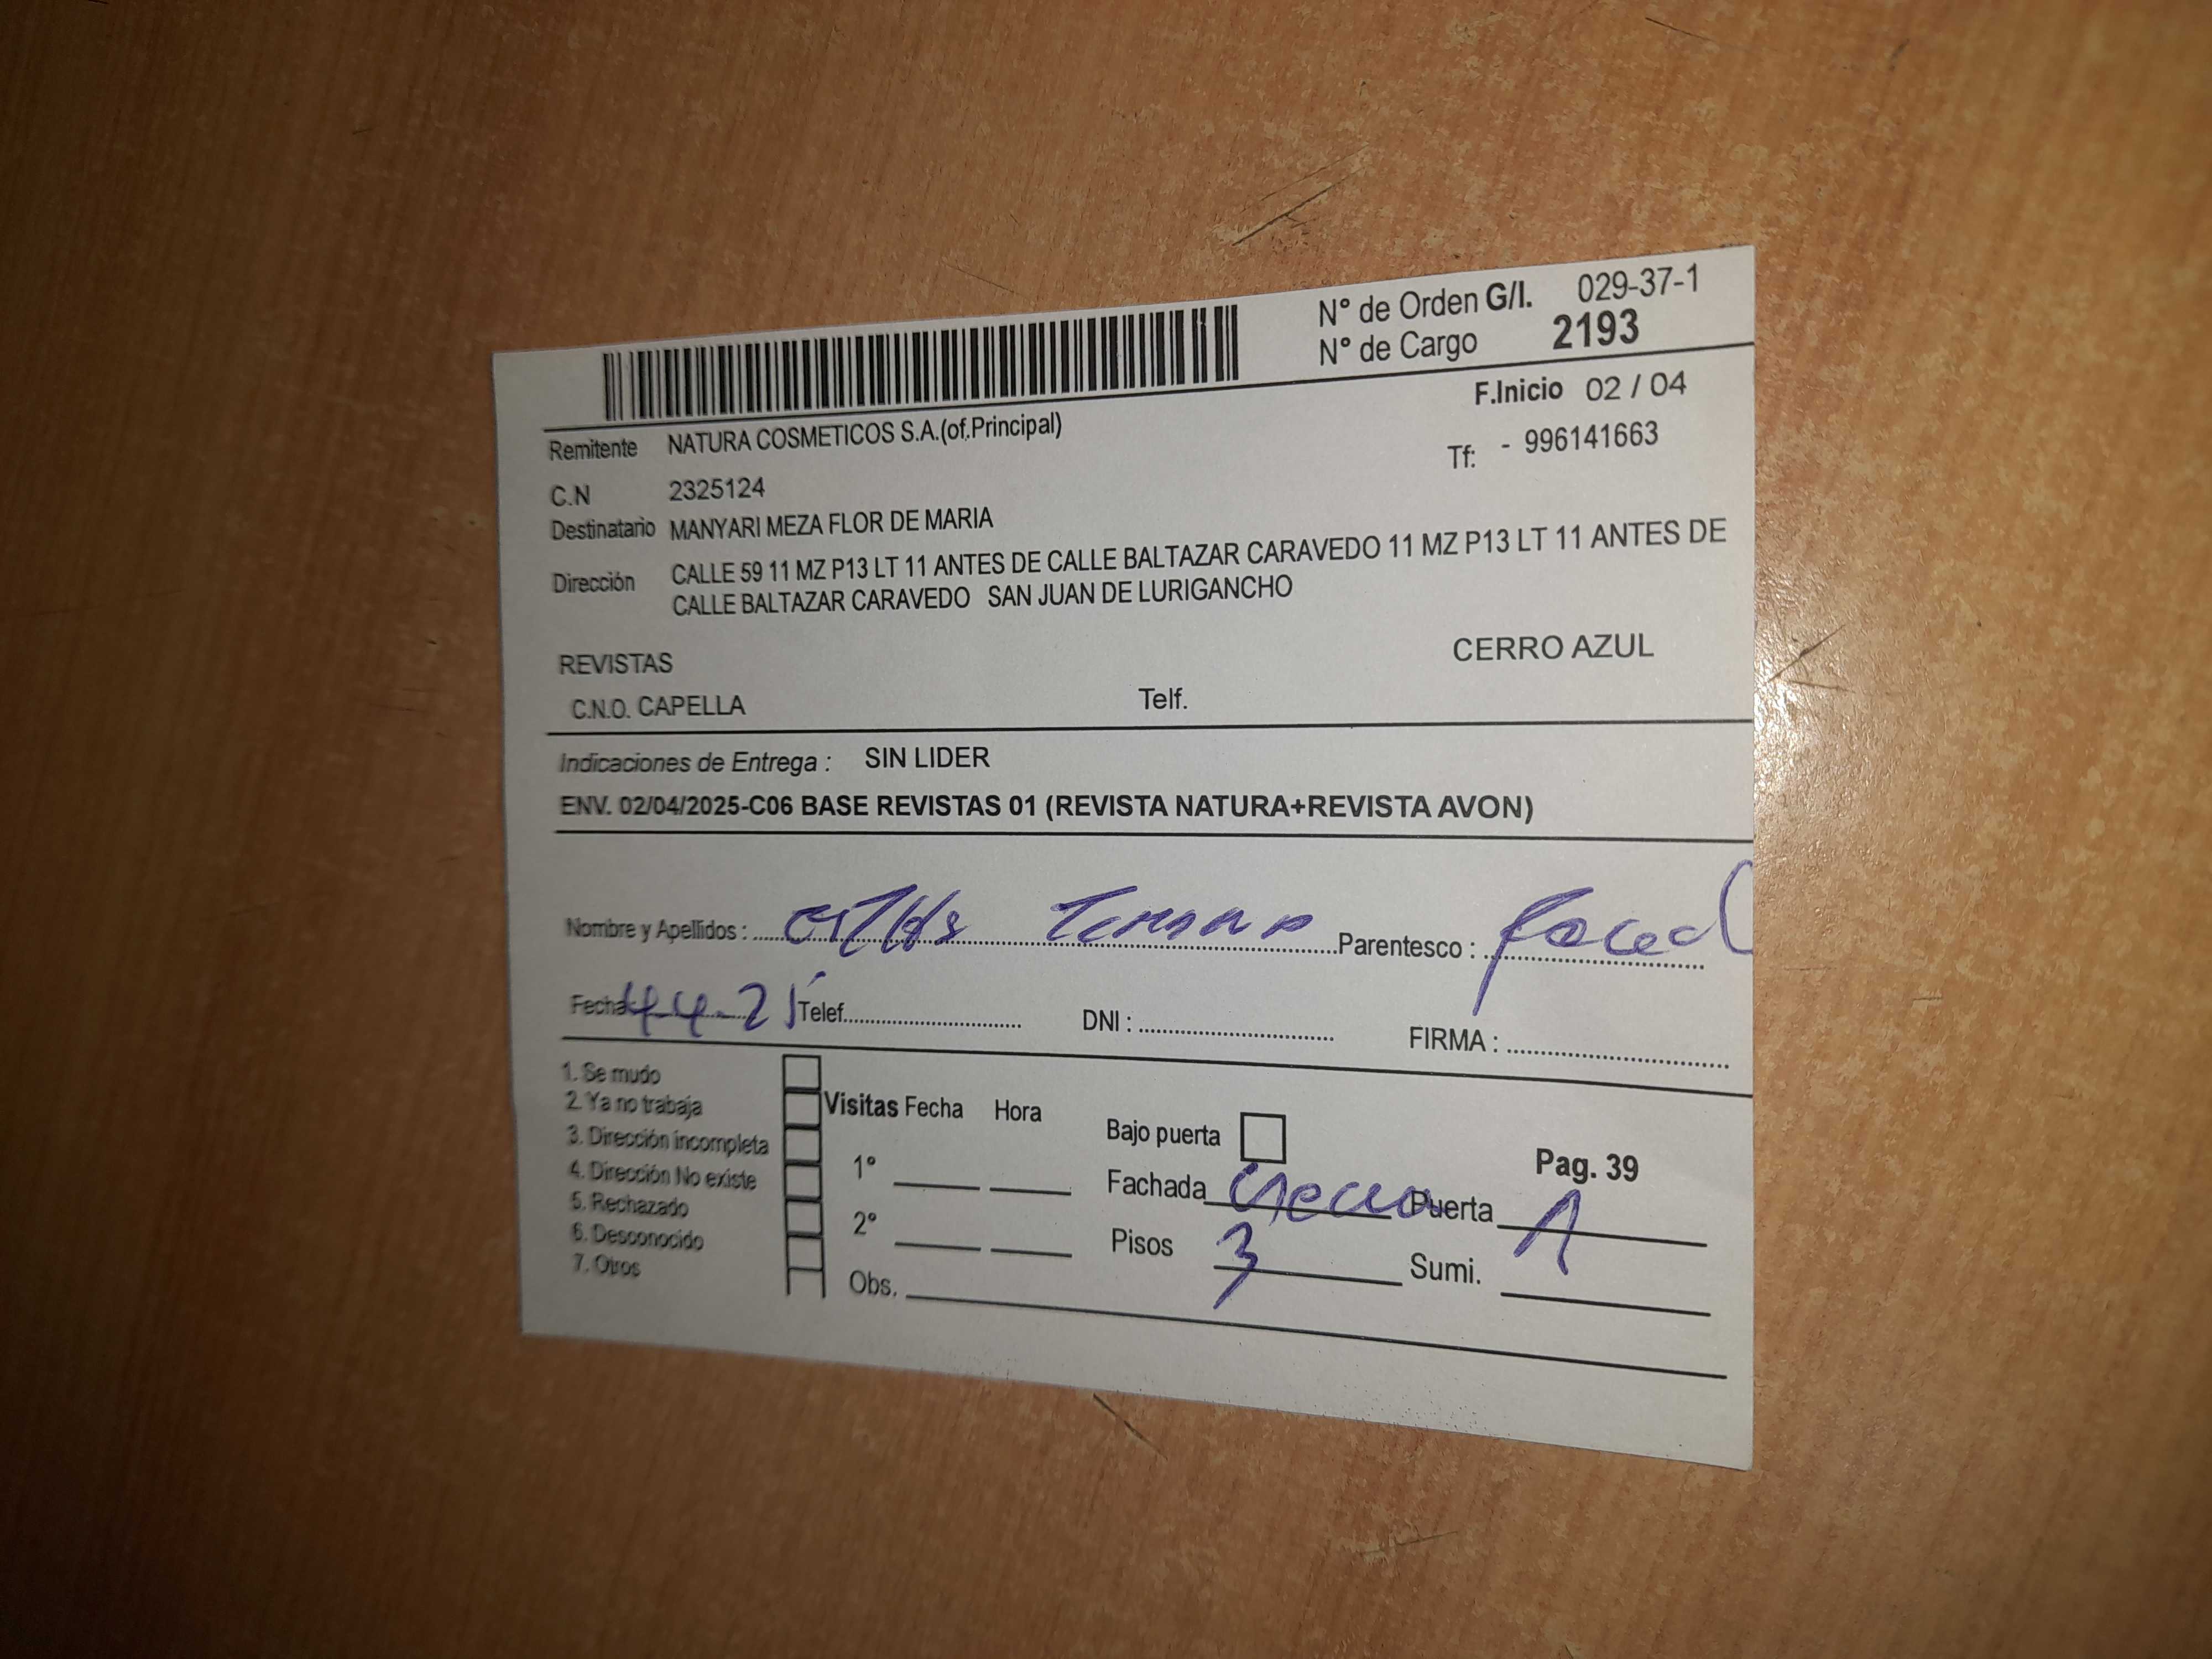 N° de Orden G/I. 029-37-1
N° de Cargo 2193
F.Inicio 02 / 04
Remitente NATURA COSMETICOS S.A.(of.Principal)
Tf: - 996141663
C.N 2325124
Destinatario MANYARI MEZA FLOR DE MARIA
Dirección CALLE 59 11 MZ P13 LT 11 ANTES DE CALLE BALTAZAR CARAVEDO 11 MZ P13 LT 11 ANTES DE
CALLE BALTAZAR CARAVEDO SAN JUAN DE LURIGANCHO
REVISTAS CERRO AZUL
C.N.O. CAPELLA Telf.
Indicaciones de Entrega : SIN LIDER
ENV. 02/04/2025-C06 BASE REVISTAS 01 (REVISTA NATURA+REVISTA AVON)
Nombre y Apellidos : Parentesco :
Fecha: 4-4-25 Telef. DNI : FIRMA :
1. Se mudo
2. Ya no trabaja
3. Dirección incompleta
4. Dirección No existe
5. Rechazado
6. Desconocido
7. Otros
Visitas Fecha Hora
1°
2°
Obs.
Bajo puerta
Pag. 39
Fachada Puerta 1
Pisos 3 Sumi.